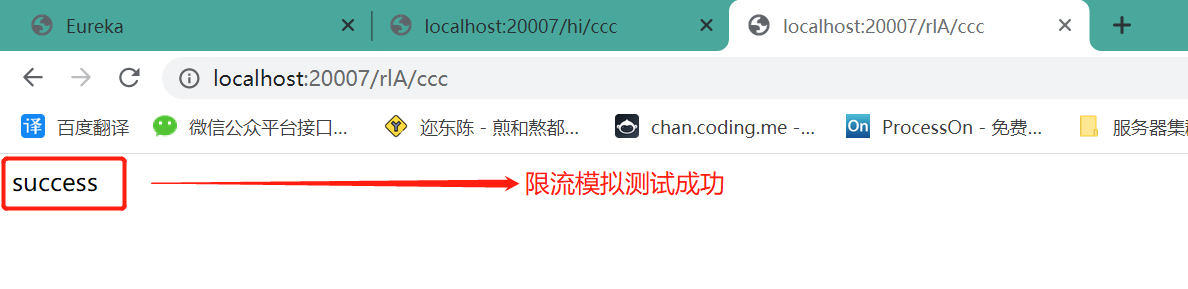 Eureka
localhost:20007/hi/ccc
localhost:20007/rlA/ccc
localhost:20007/rlA/ccc
译 百度翻译
微信公众平台接口...
迩东陈 - 煎和熬都...
chan.coding.me -...
On ProcessOn - 免费...
服务器集群
success
限流模拟测试成功